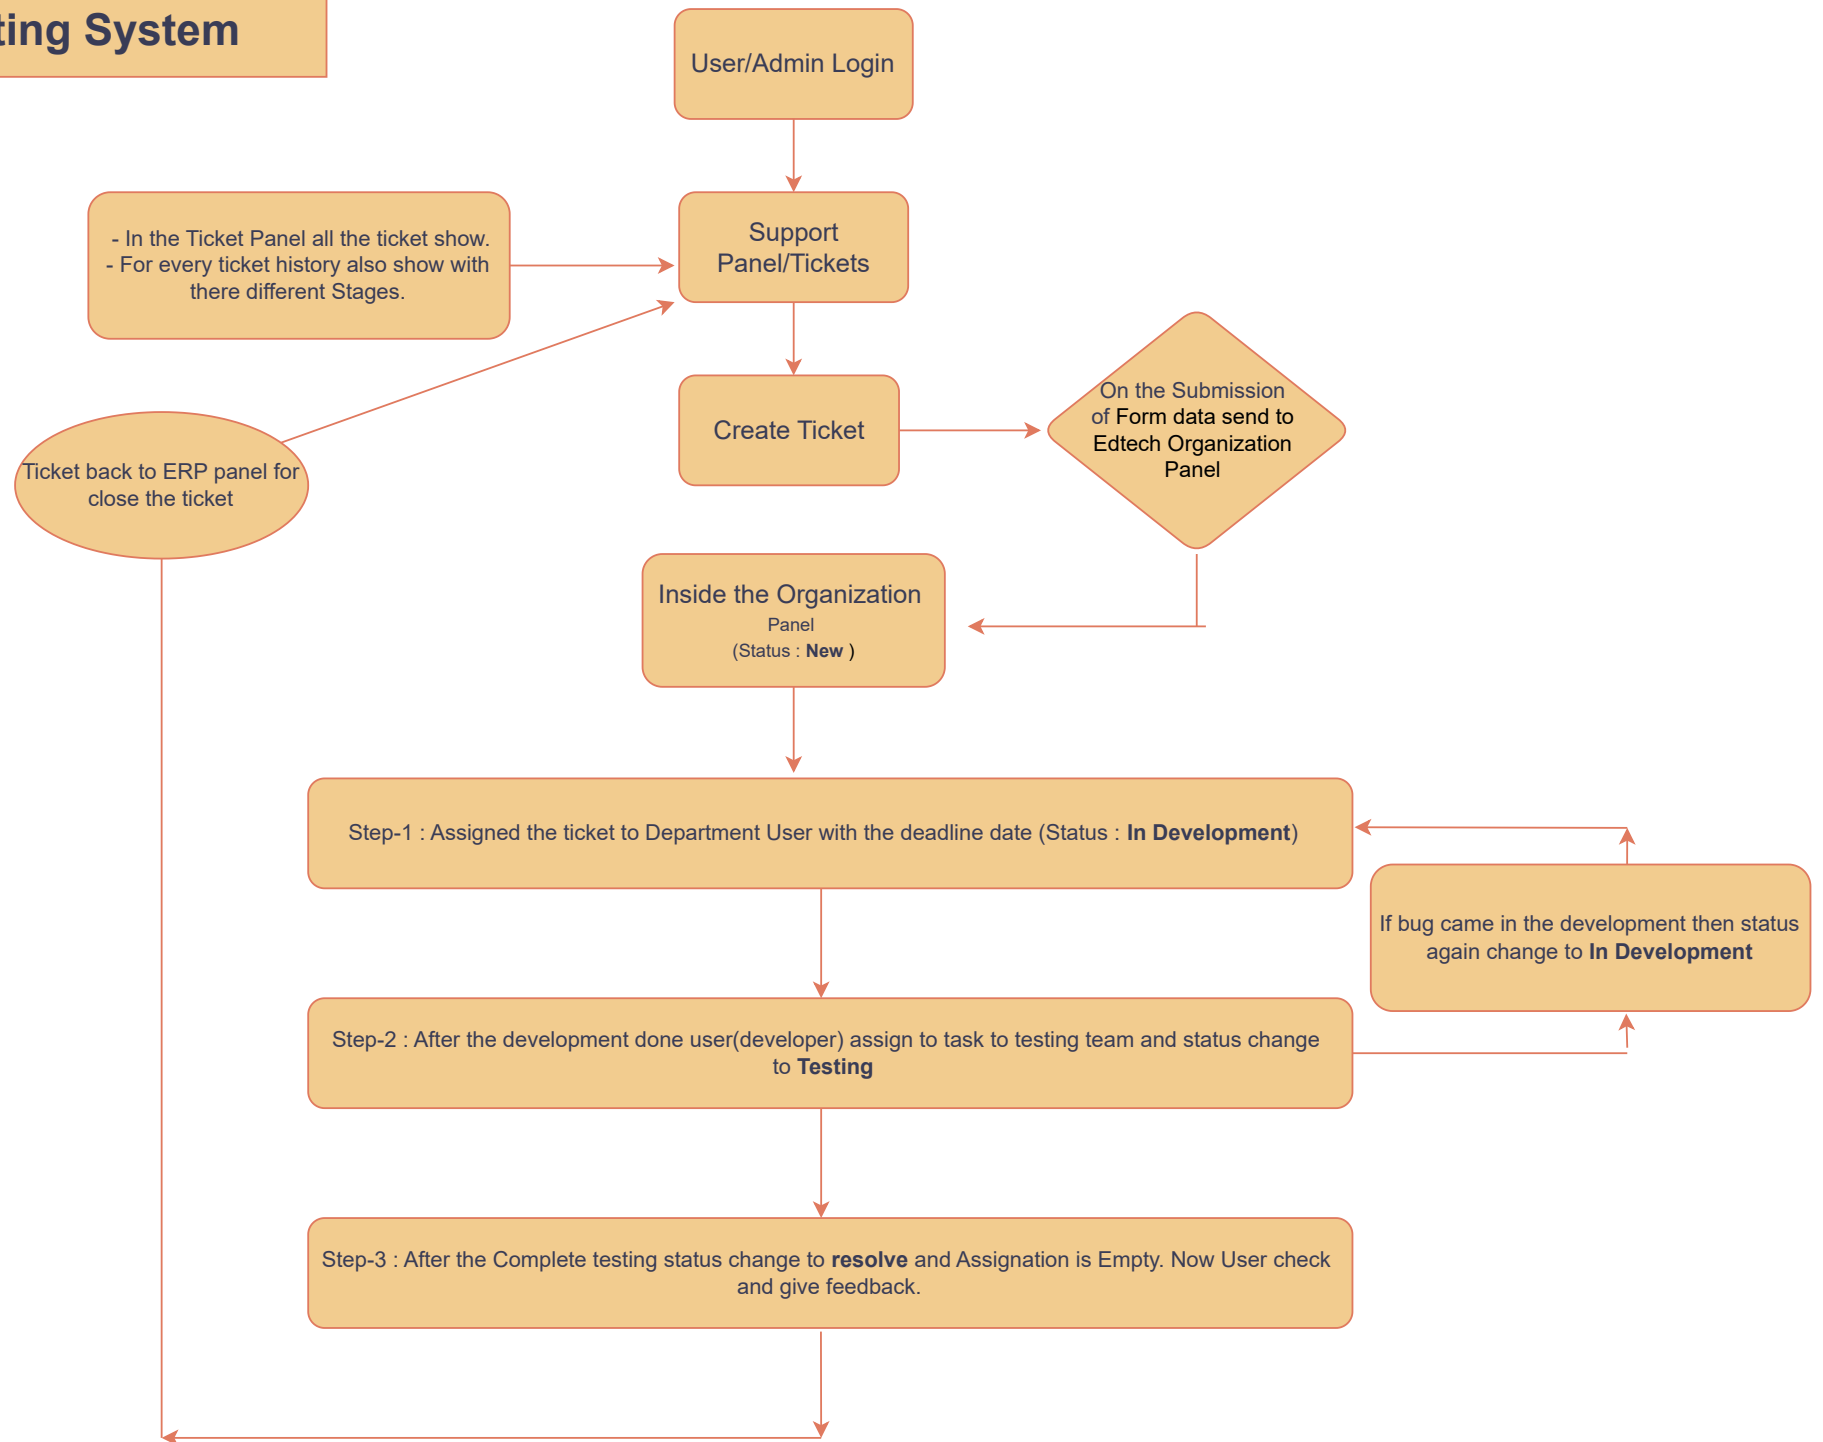 ting System
User/Admin Login
- In the Ticket Panel all the ticket show.
- For every ticket history also show with
there different Stages.
Support
Panel/Tickets
Create Ticket
On the Submission
of Form data send to
Edtech Organization
Panel
Ticket back to ERP panel for
close the ticket
Inside the Organization
Panel
(Status : New )
Step-1 : Assigned the ticket to Department User with the deadline date (Status : In Development)
If bug came in the development then status
again change to In Development
Step-2 : After the development done user(developer) assign to task to testing team and status change
to Testing
Step-3 : After the Complete testing status change to resolve and Assignation is Empty. Now User check
and give feedback.